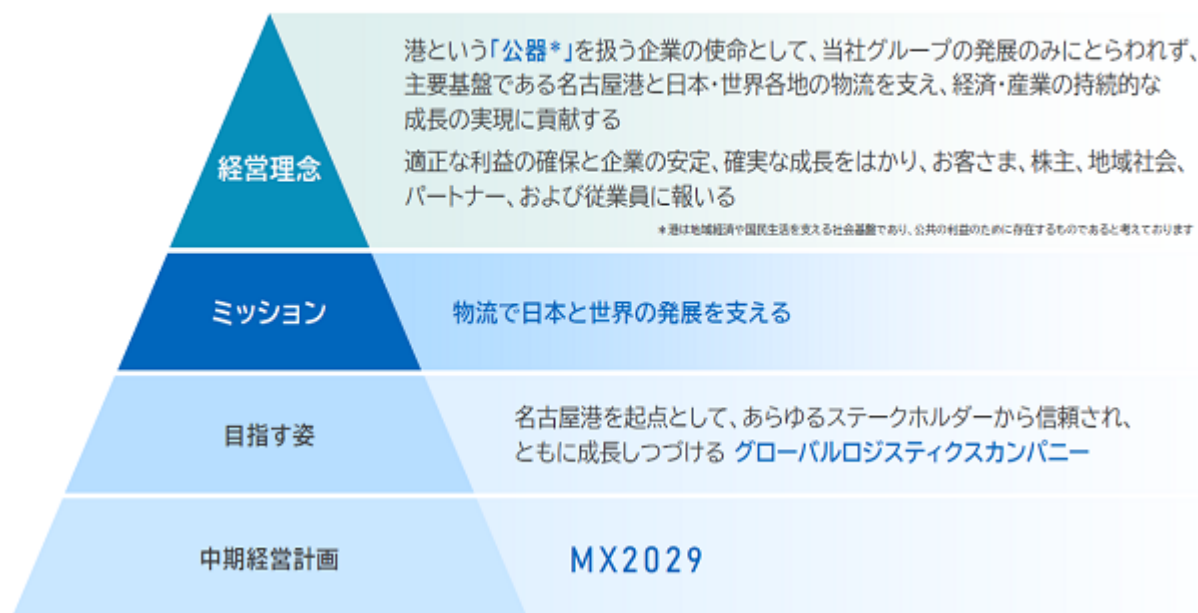 港という「公器*」を扱う企業の使命として、当社グループの発展のみにとらわれず、
主要基盤である名古屋港と日本・世界各地の物流を支え、経済・産業の持続的な
成長の実現に貢献する
経営理念
適正な利益の確保と企業の安定、確実な成長をはかり、お客さま、株主、地域社会、
パートナー、および従業員に報いる
*港は地域経済や国民生活を支える社会基盤であり、公共の利益のために存在するものであると考えております
ミッション
物流で日本と世界の発展を支える
目指す姿
名古屋港を起点として、あらゆるステークホルダーから信頼され、
ともに成長しつづける グローバルロジスティクスカンパニー
中期経営計画
MX2029